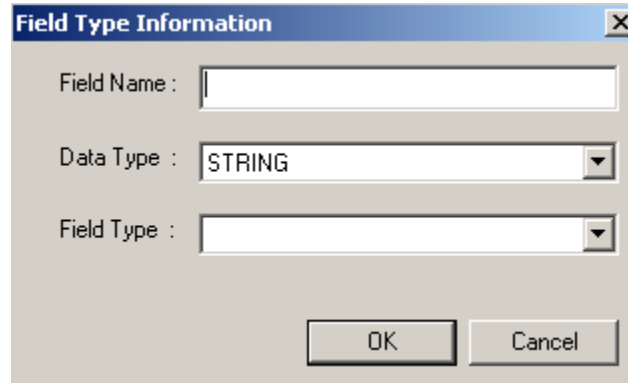 Field Type Information
Field Name :
Data Type : STRING
Field Type :
OK Cancel